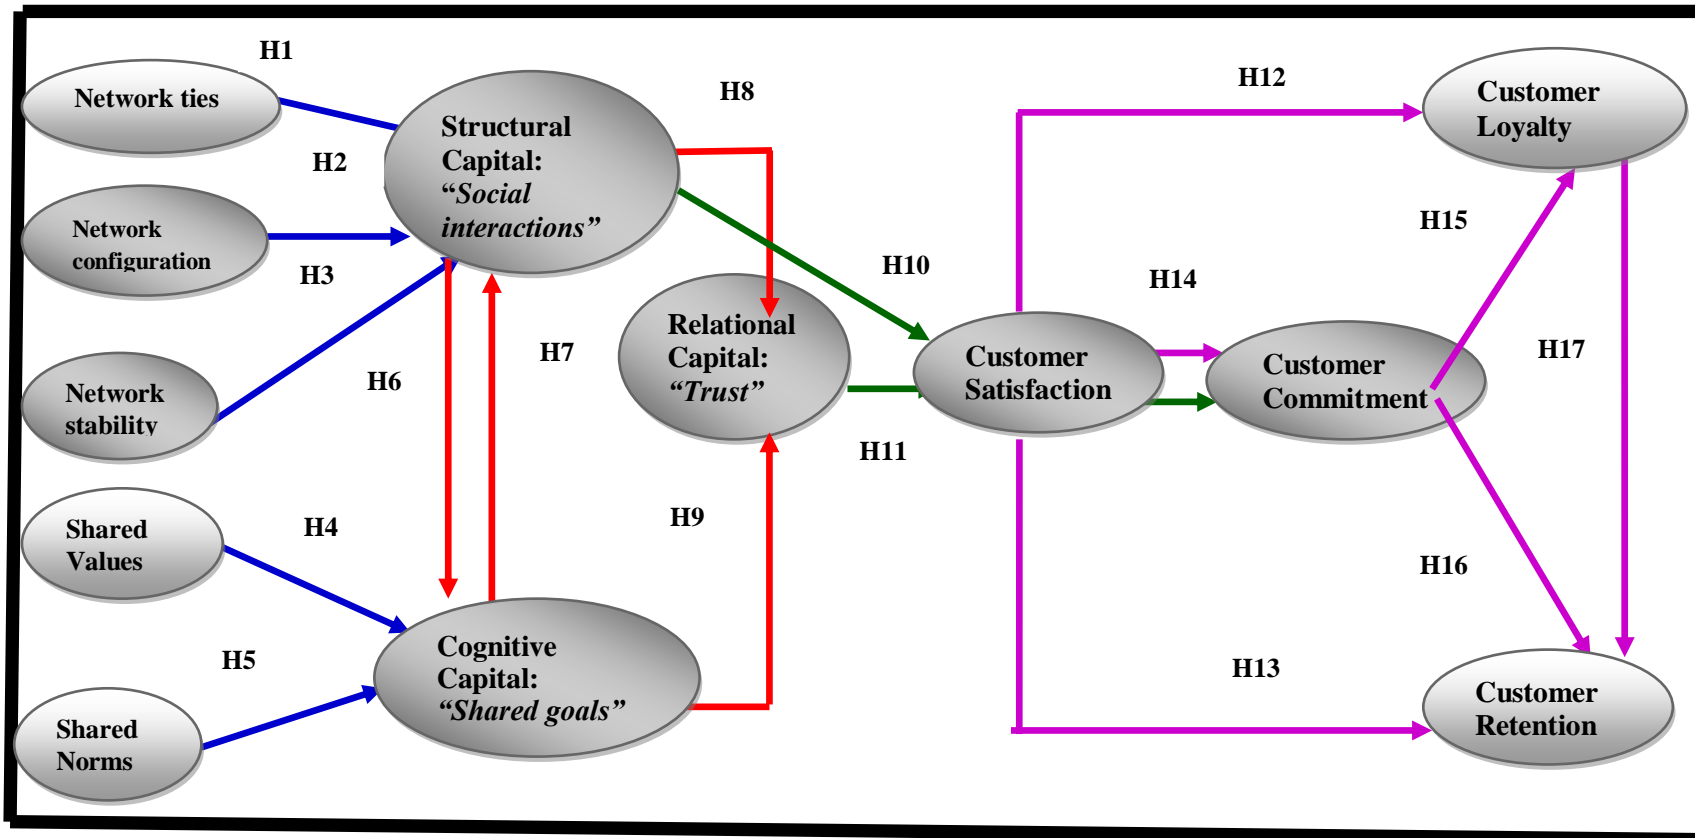 H1
Network ties
H2
Network
configuration
H3
Network
stability
Shared
Values
H4
H5
Shared
Norms
Structural
Capital:
“Social
interactions”
H6
H7
Cognitive
Capital:
“Shared goals”
H8
Relational
Capital:
“Trust”
H9
H10
H11
Customer
Satisfaction
H12
H14
Customer
Commitment
H13
Customer
Loyalty
H15
H17
H16
Customer
Retention